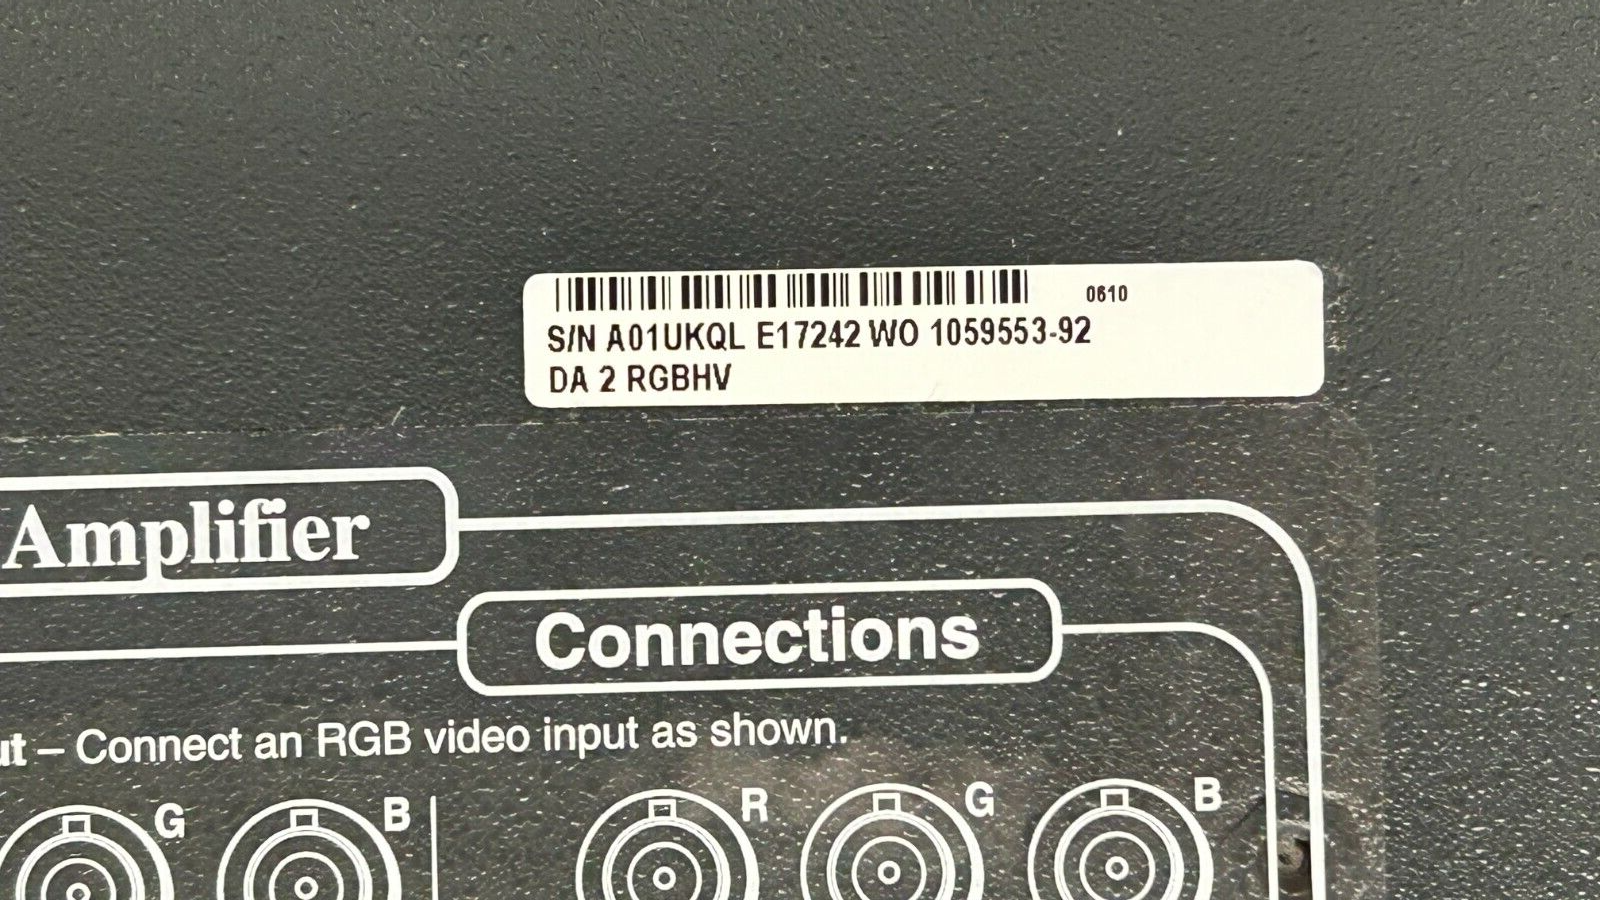 0610
S/N A01UKQL E17242 WO 1059553-92
DA 2 RGBHV
Amplifier
Connections
– Connect an RGB video input as shown.
G B R G B